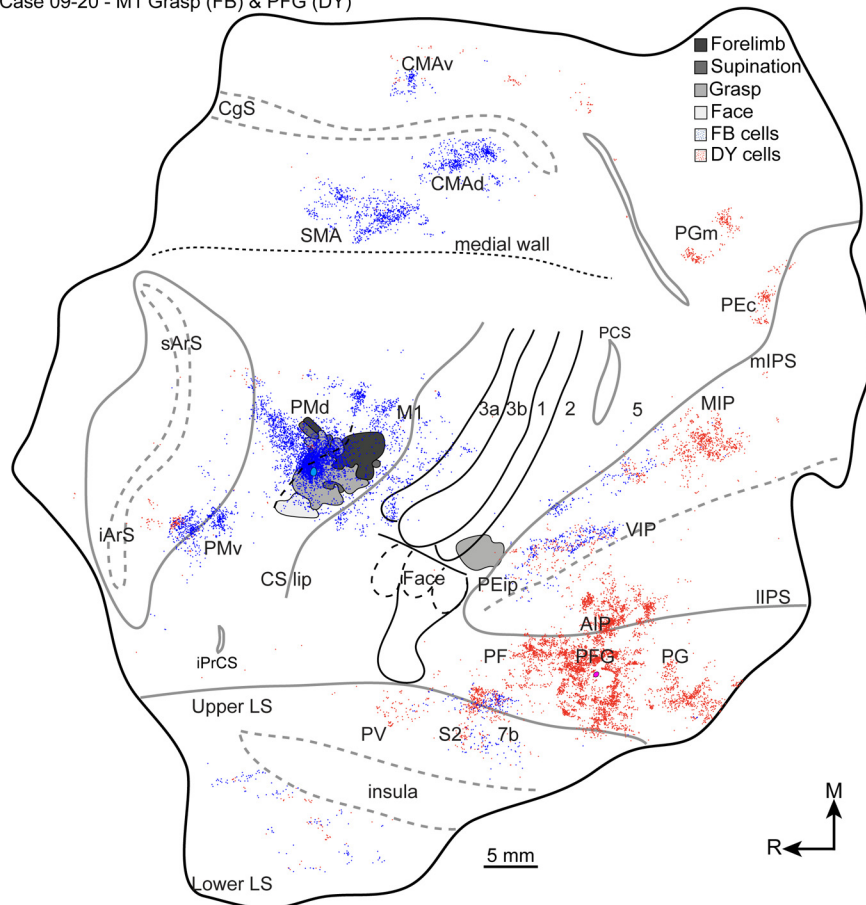 Case 09-20 - M1 Grasp (FB) & PFG (DY)
Forelimb
Supination
Grasp
Face
FB cells
DY cells
CMAv
CgS
CMAd
SMA
medial wall
PGm
PEc
mIPS
PCS
sArS
PMd
M1
3a
3b
1
2
5
MIP
iArS
PMv
VIP
CS lip
Face
PEip
lIPS
AIP
iPrCS
PF
PFG
PG
Upper LS
PV
S2
7b
insula
M
R
5 mm
Lower LS